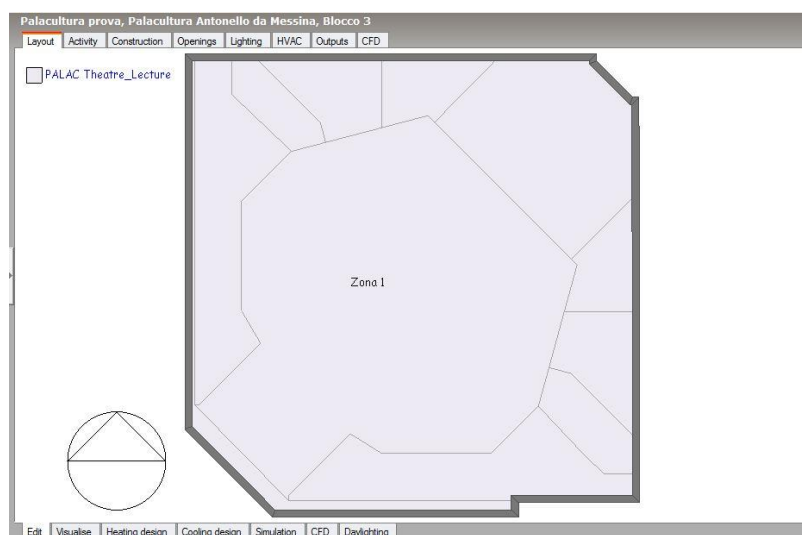 Palacultura prova, Palacultura Antonello da Messina, Blocco 3
Layout Activity Construction Openings Lighting HVAC Outputs CFD
PALAC Theatre_Lecture
Zona 1
Edit Visualise Heating design Cooling design Simulation CFD Daylighting